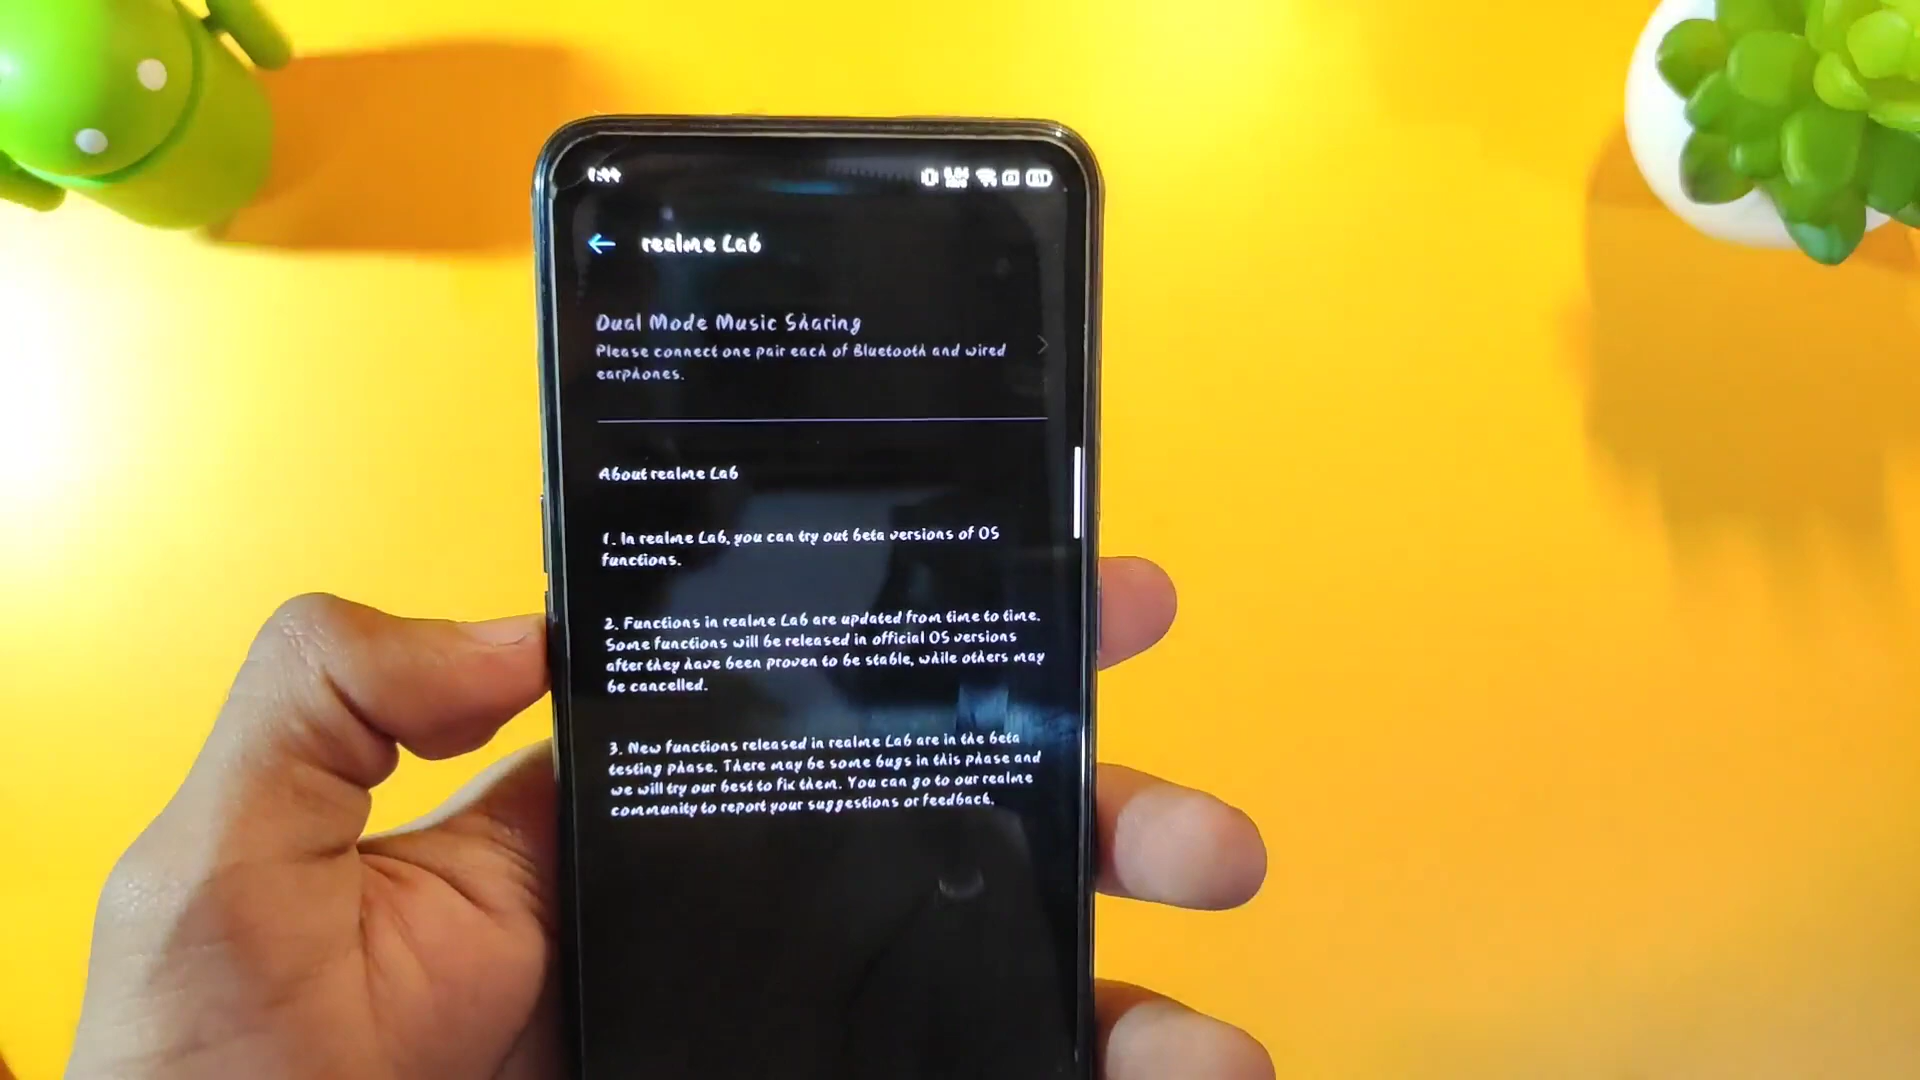 realme Lab
Dual Mode Music Sharing
Please connect one pair each of Bluetooth and wired
earphones.
About realme Lab
1. In realme Lab, you can try out beta versions of OS
functions.
2. Functions in realme Lab are updated from time to time.
Some functions will be released in official OS versions
after they have been proven to be stable, while others may
be cancelled.
3. New functions released in realme Lab are in the beta
testing phase. There may be some bugs in this phase and
we will try our best to fix them. You can go to our realme
community to report your suggestions or feedback.